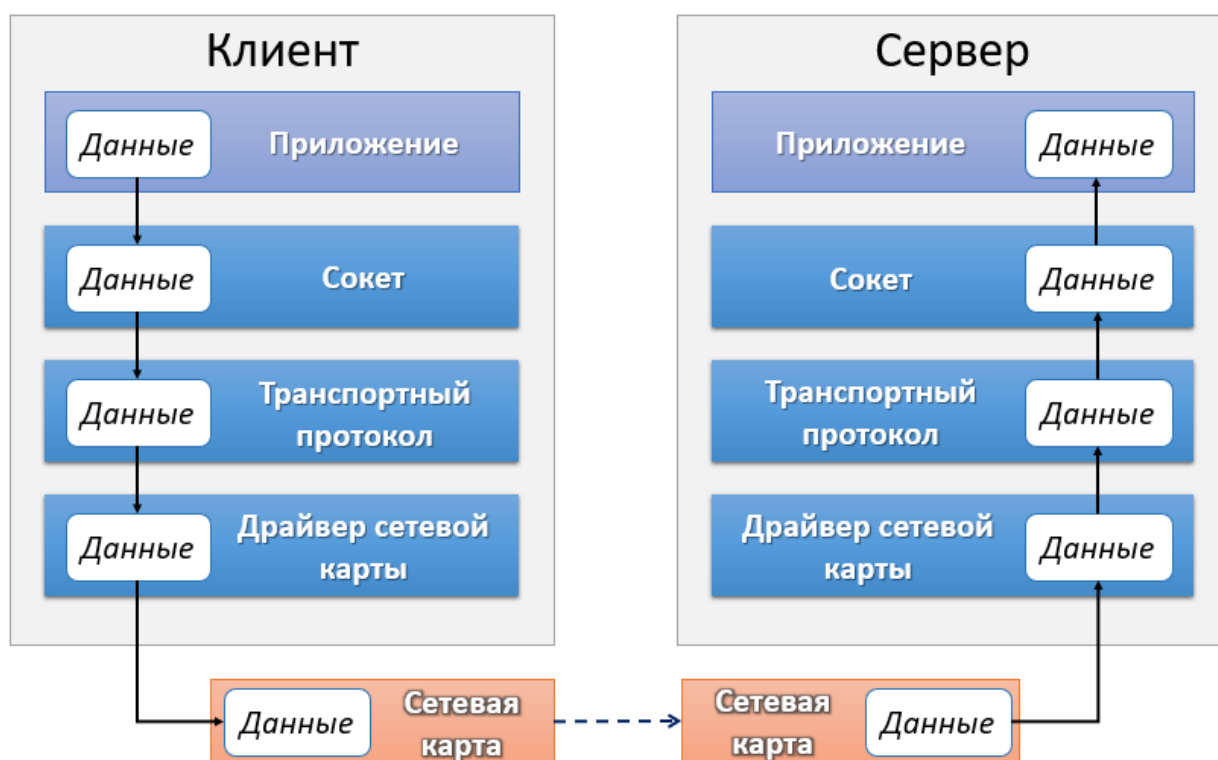 Клиент
Данные
Приложение
Данные
Сокет
Данные
Транспортный
протокол
Данные
Драйвер сетевой
карты
Данные
Сетевая
карта
Сервер
Приложение
Данные
Сокет
Данные
Транспортный
протокол
Данные
Драйвер сетевой
карты
Данные
Сетевая
карта
Данные